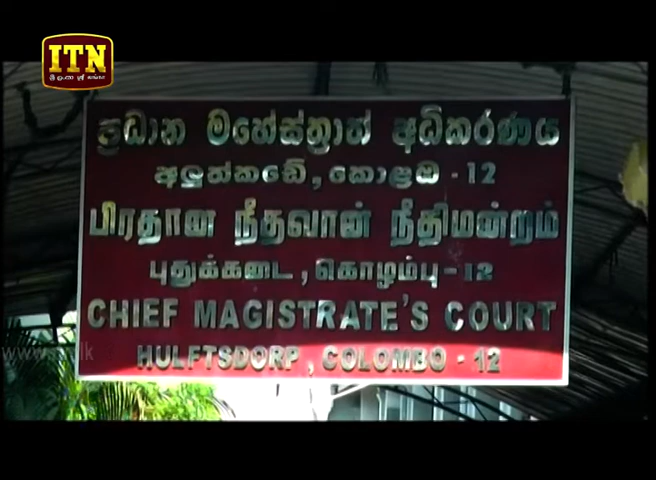 ITN
ප්‍රධාන මහේස්ත්‍රාත් අධිකරණය
අලුත්කඩේ, කොළඹ - 12
பிரதான நீதவான் நீதிமன்றம்
புதுக்கடை, கொழும்பு - 12
CHIEF MAGISTRATE'S COURT
HULFTSDORP, COLOMBO - 12